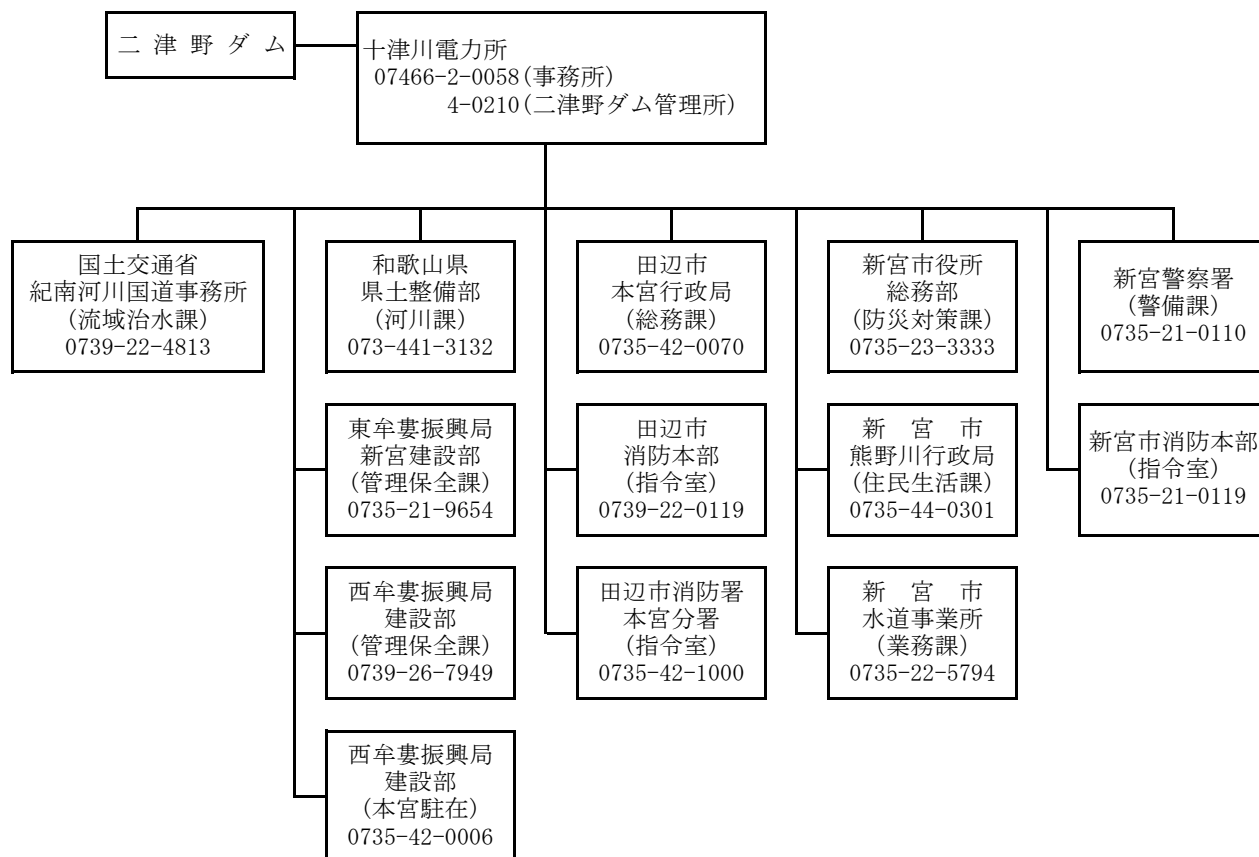 二 津 野 ダ ム
十津川電力所
07466-2-0058(事務所)
4-0210(二津野ダム管理所)
国土交通省
紀南河川国道事務所
(流域治水課)
0739-22-4813
和歌山県
県土整備部
(河川課)
073-441-3132
田辺市
本宮行政局
(総務課)
0735-42-0070
新宮市役所
総務部
(防災対策課)
0735-23-3333
新宮警察署
(警備課)
0735-21-0110
東牟婁振興局
新宮建設部
(管理保全課)
0735-21-9654
田辺市
消防本部
(指令室)
0739-22-0119
新 宮 市
熊野川行政局
(住民生活課)
0735-44-0301
新宮市消防本部
(指令室)
0735-21-0119
西牟婁振興局
建設部
(管理保全課)
0739-26-7949
田辺市消防署
本宮分署
(指令室)
0735-42-1000
新 宮 市
水道事業所
(業務課)
0735-22-5794
西牟婁振興局
建設部
(本宮駐在)
0735-42-0006